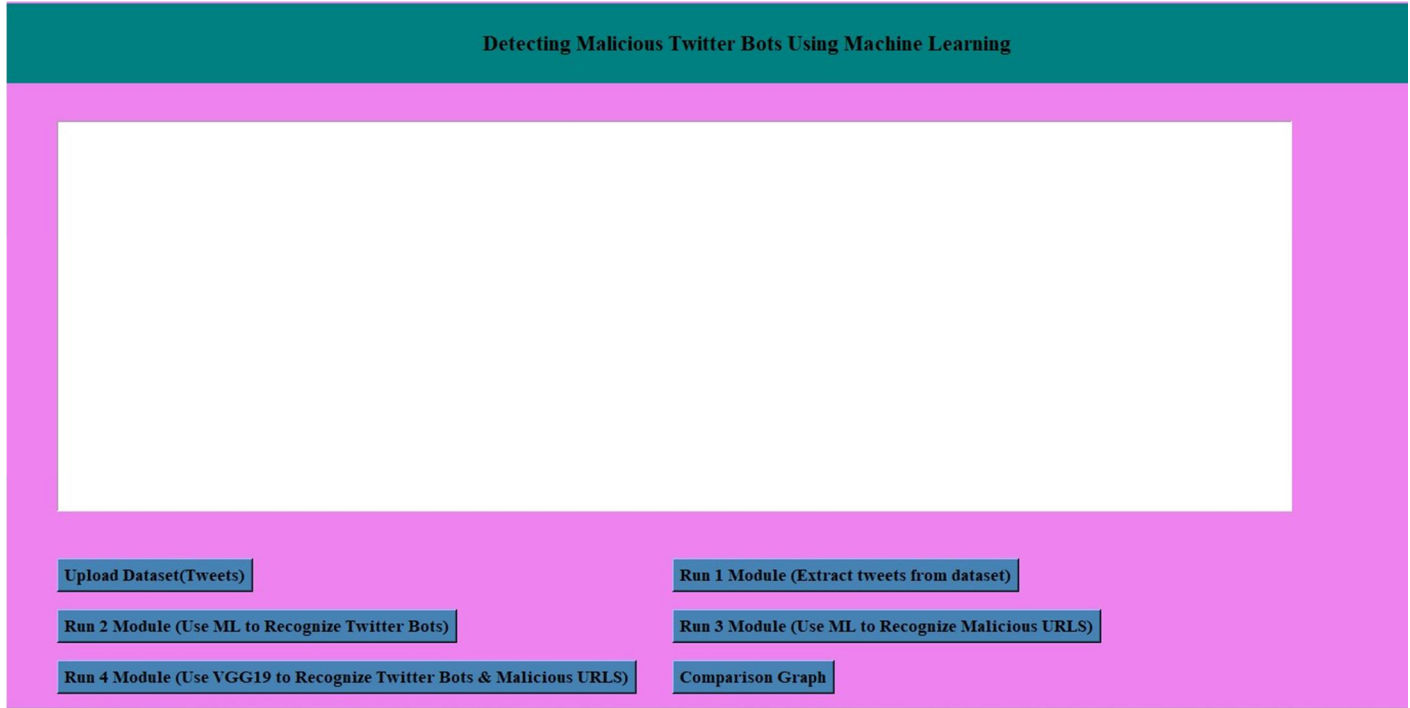 Detecting Malicious Twitter Bots Using Machine Learning
Upload Dataset(Tweets)
Run 1 Module (Extract tweets from dataset)
Run 2 Module (Use ML to Recognize Twitter Bots)
Run 3 Module (Use ML to Recognize Malicious URLS)
Run 4 Module (Use VGG19 to Recognize Twitter Bots & Malicious URLS)
Comparison Graph